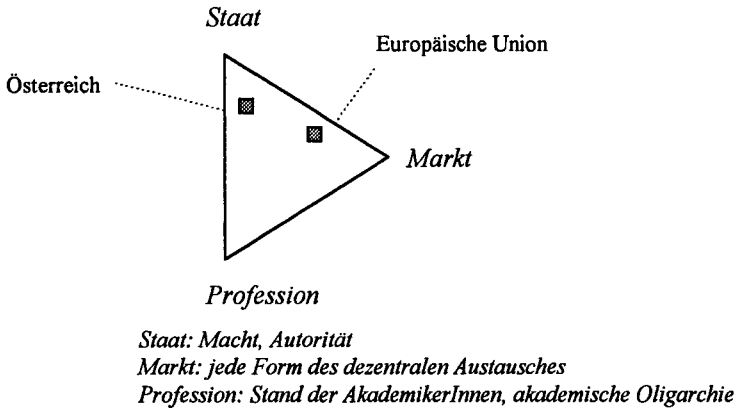 Staat
Europäische Union
Österreich
Markt
Profession
Staat: Macht, Autorität
Markt: jede Form des dezentralen Austausches
Profession: Stand der AkademikerInnen, akademische Oligarchie